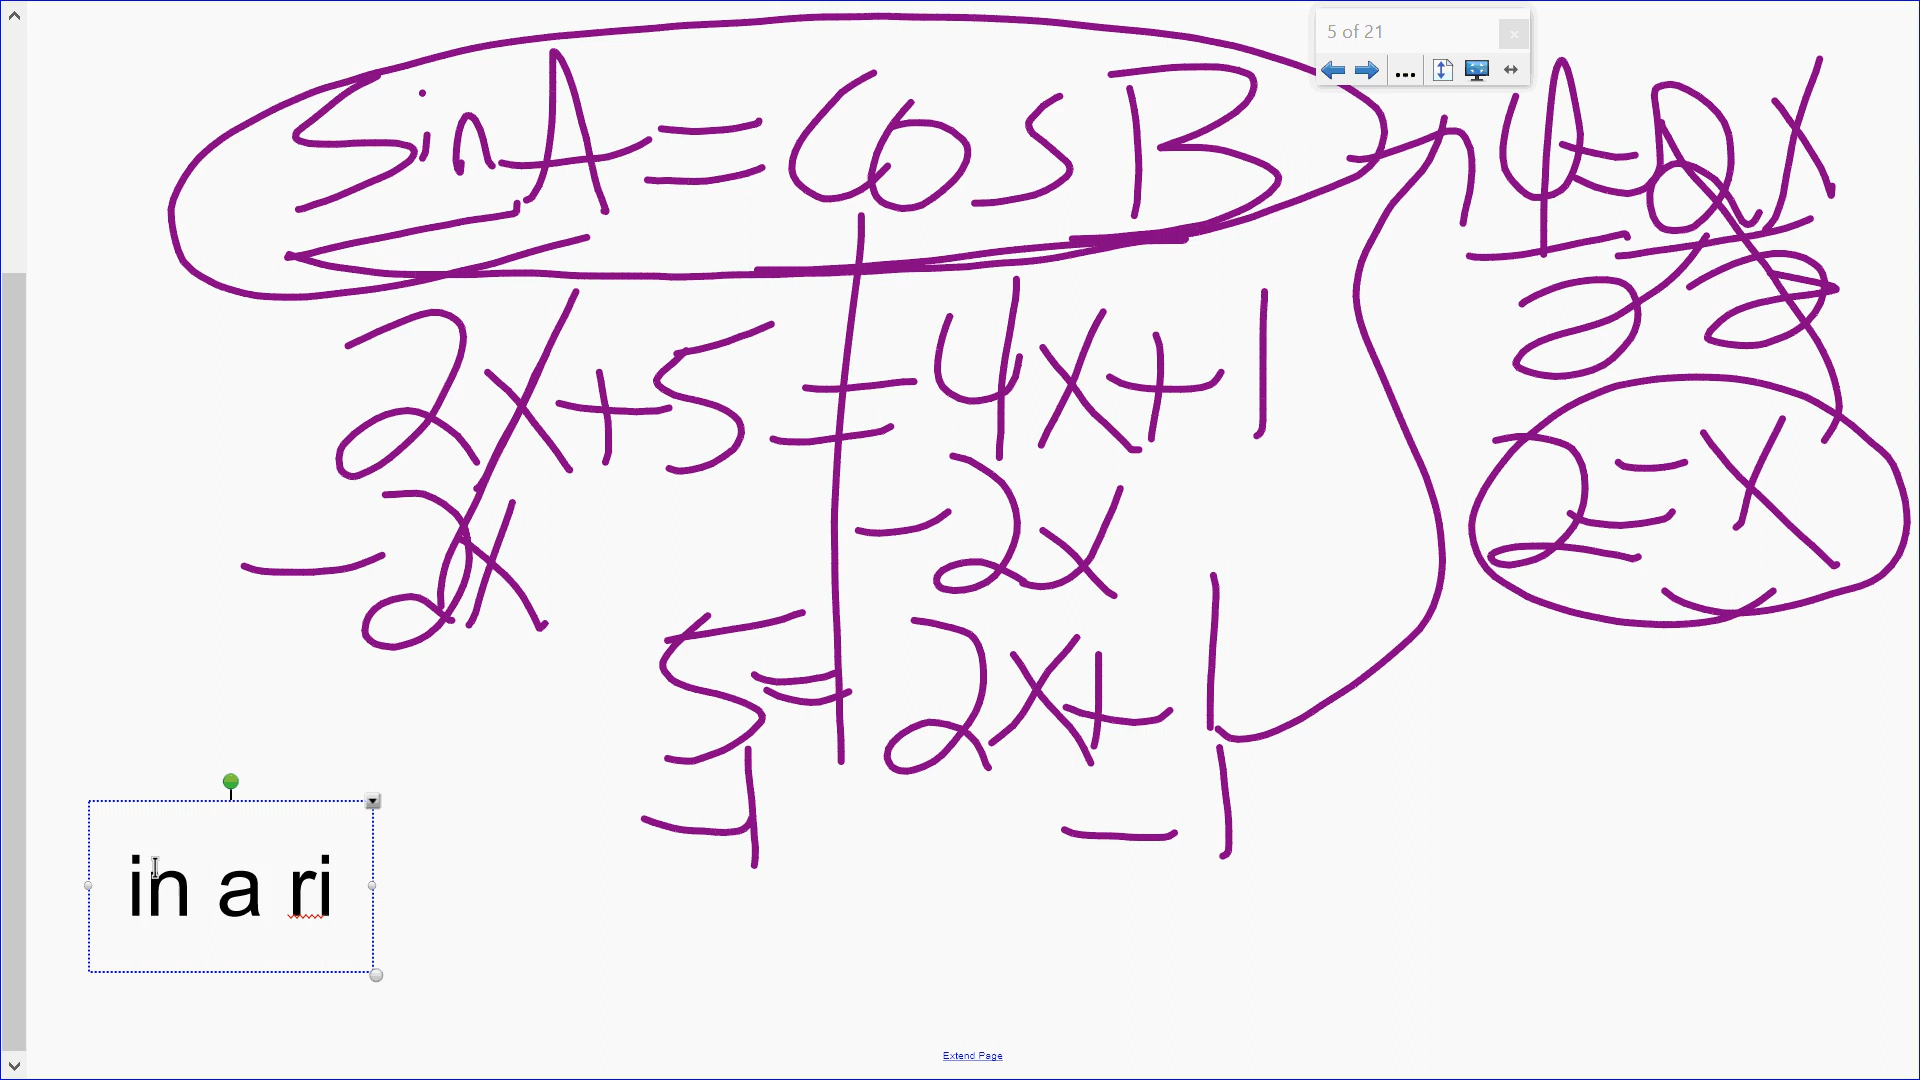 5 of 21
SinA = CosB
2x+5 = 4x+1
-2x -2x
5 = 2x+1
-1 -1
4=2x
2 2
2=x
in a ri
Extend Page